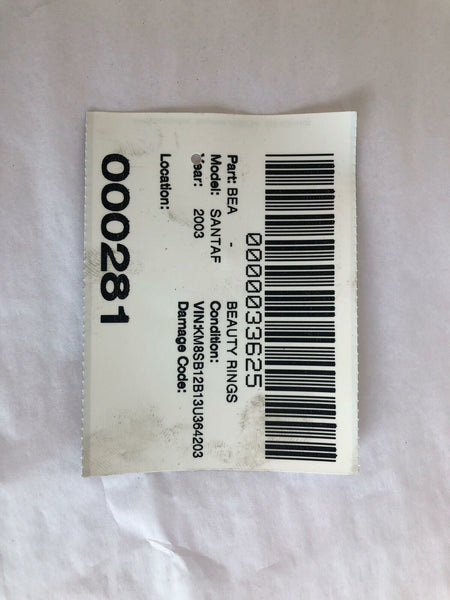 0000033625
Part: BEA - BEAUTY RINGS
Model: SANTAF Condition:
Year: 2003 VIN:KM8SB12B13U364203
Damage Code:
Location:
000281